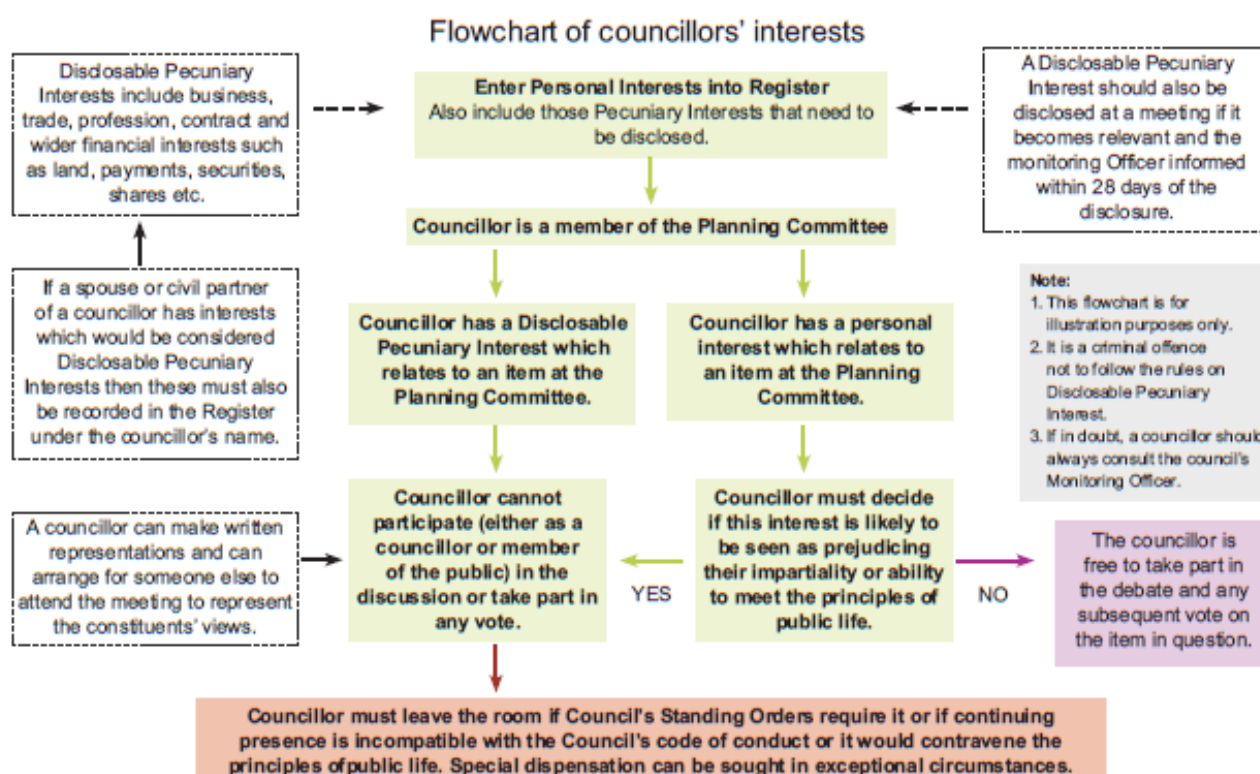 Flowchart of councillors' interests
Disclosable Pecuniary
Interests include business,
trade, profession, contract and
wider financial interests such
as land, payments, securities,
shares etc.
Enter Personal Interests into Register
Also include those Pecuniary Interests that need to
be disclosed.
A Disclosable Pecuniary
Interest should also be
disclosed at a meeting if it
becomes relevant and the
monitoring Officer informed
within 28 days of the
disclosure.
Councillor is a member of the Planning Committee
If a spouse or civil partner
of a councillor has interests
which would be considered
Disclosable Pecuniary
Interests then these must also
be recorded in the Register
under the councillor's name.
Councillor has a Disclosable
Pecuniary Interest which
relates to an item at the
Planning Committee.
Councillor has a personal
interest which relates to
an item at the Planning
Committee.
Note:
1. This flowchart is for
illustration purposes only.
2. It is a criminal offence
not to follow the rules on
Disclosable Pecuniary
Interest.
3. If in doubt, a councillor should
always consult the council's
Monitoring Officer.
A councillor can make written
representations and can
arrange for someone else to
attend the meeting to represent
the constituents' views.
Councillor cannot
participate (either as a
councillor or member
of the public) in the
discussion or take part in
any vote.
YES
Councillor must decide
if this interest is likely to
be seen as prejudicing
their impartiality or ability
to meet the principles of
public life.
NO
The councillor is
free to take part in
the debate and any
subsequent vote on
the item in question.
Councillor must leave the room if Council's Standing Orders require it or if continuing
presence is incompatible with the Council's code of conduct or it would contravene the
principles of public life. Special dispensation can be sought in exceptional circumstances.